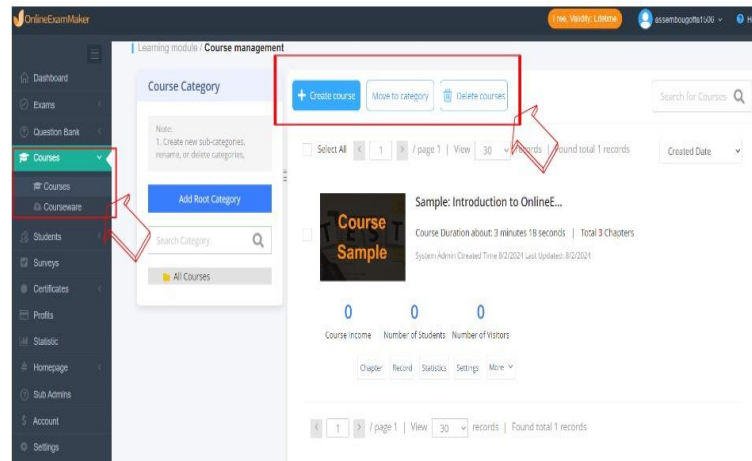 OnlineExamMaker
Free, Validity: Lifetime
assembougotta1506
Learning module / Course management
Dashboard
Exams
Question Bank
Courses
Courses
Courseware
Students
Surveys
Certificates
Profits
Statistic
Homepage
Sub Admins
Account
Settings
Course Category
Note:
1. Create new sub-categories,
rename, or delete categories,
Add Root Category
Search Category
All Courses
+ Create course
Move to category
Delete courses
Search for Courses
Select All < 1 > / page 1 | View 30 records | Found total 1 records
Created Date
TEST
Course
Sample
Sample: Introduction to OnlineE...
Course Duration about: 3 minutes 18 seconds | Total 3 Chapters
System Admin Created Time 8/2/2024 Last Updated: 8/2/2024
0 0 0
Course Income Number of Students Number of Visitors
Chapter Record Statistics Settings More
< 1 > / page 1 | View 30 records | Found total 1 records